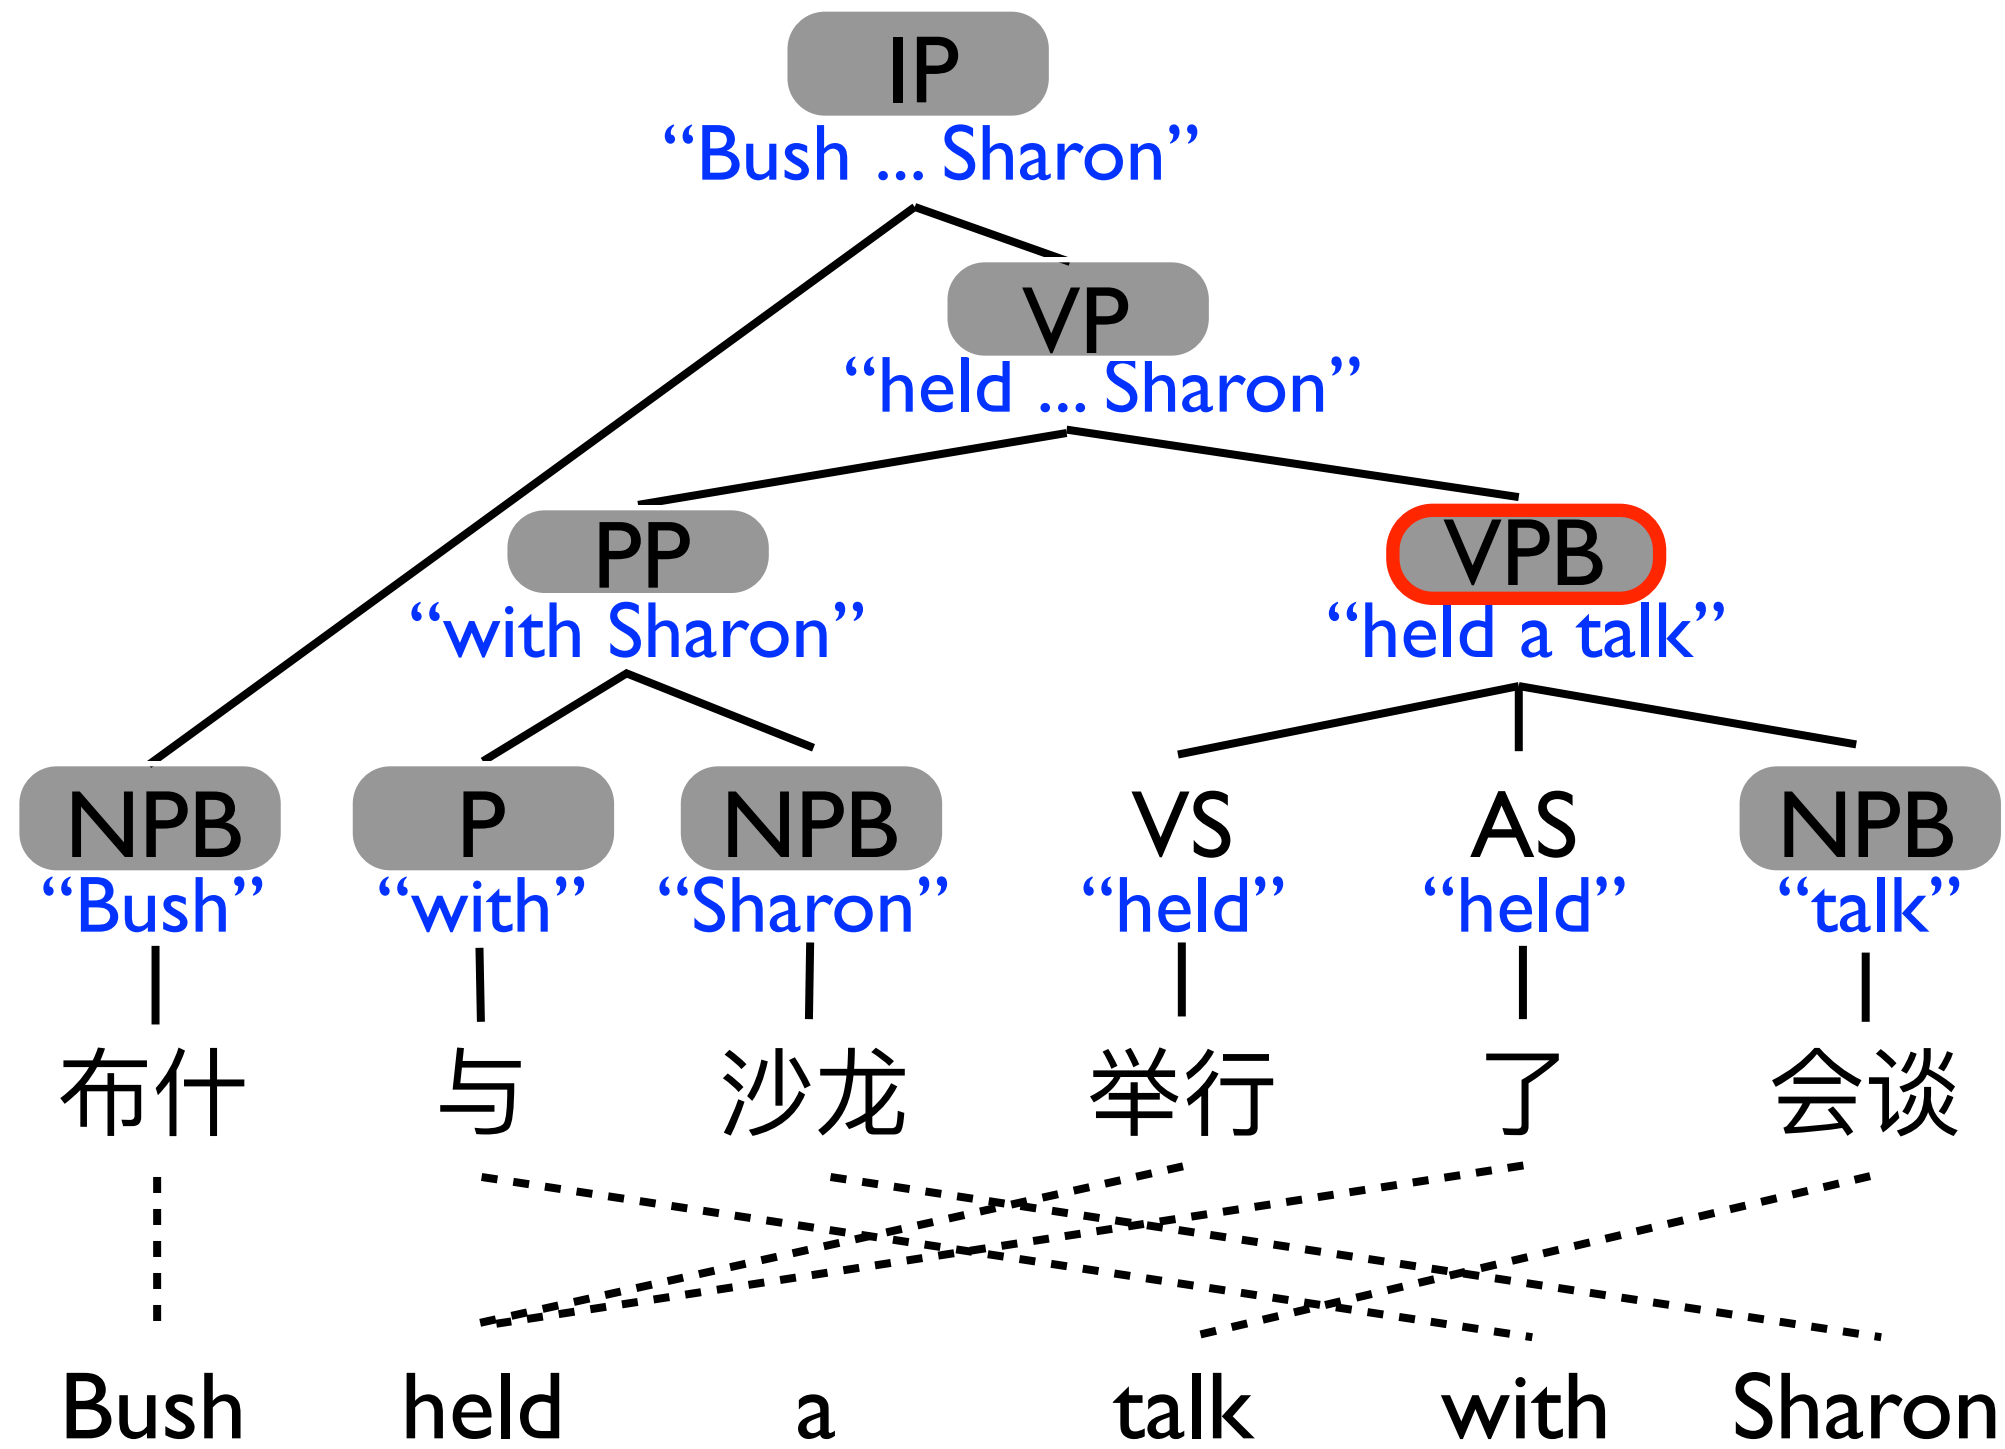 IP
“Bush ... Sharon”
VP
“held ... Sharon”
PP VPB
“with Sharon” “held a talk”
NPB P NPB VS AS NPB
“Bush” “with” “Sharon” “held” “held” “talk”
布什 与 沙龙 举行 了 会谈
Bush held a talk with Sharon